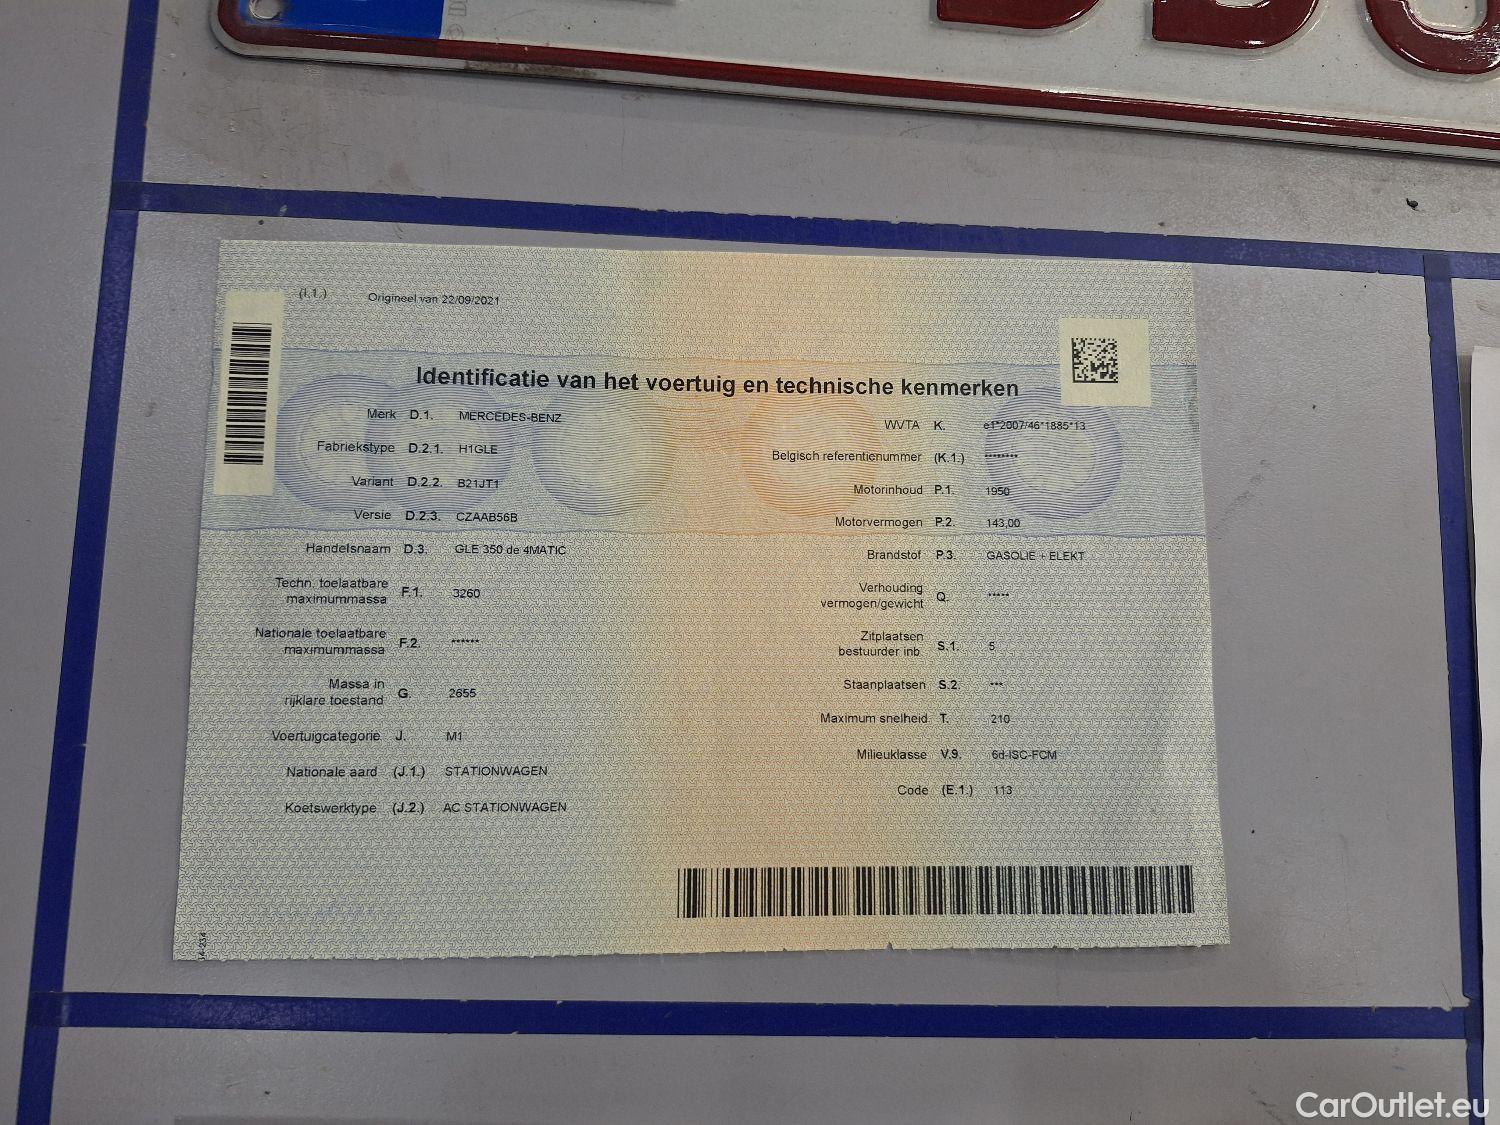 (I.1.) Origineel van 22/09/2021
Identificatie van het voertuig en technische kenmerken
Merk D.1. MERCEDES-BENZ
Fabriekstype D.2.1. H1GLE
Variant D.2.2. B21JT1
Versie D.2.3. CZAAB56B
Handelsnaam D.3. GLE 350 de 4MATIC
Techn. toelaatbare
maximummassa F.1. 3260
Nationale toelaatbare
maximummassa F.2. ******
Massa in
rijklare toestand G. 2655
Voertuigcategorie J. M1
Nationale aard (J.1.) STATIONWAGEN
Koetswerktype (J.2.) AC STATIONWAGEN
WVTA K. e1*2007/46*1885*13
Belgisch referentienummer (K.1.) ********
Motorinhoud P.1. 1950
Motorvermogen P.2. 143,00
Brandstof P.3. GASOLIE + ELEKT
Verhouding
vermogen/gewicht Q. *****
Zitplaatsen
bestuurder inb. S.1. 5
Staanplaatsen S.2. ***
Maximum snelheid T. 210
Milieuklasse V.9. 6d-ISC-FCM
Code (E.1.) 113
14-234
CarOutlet.eu